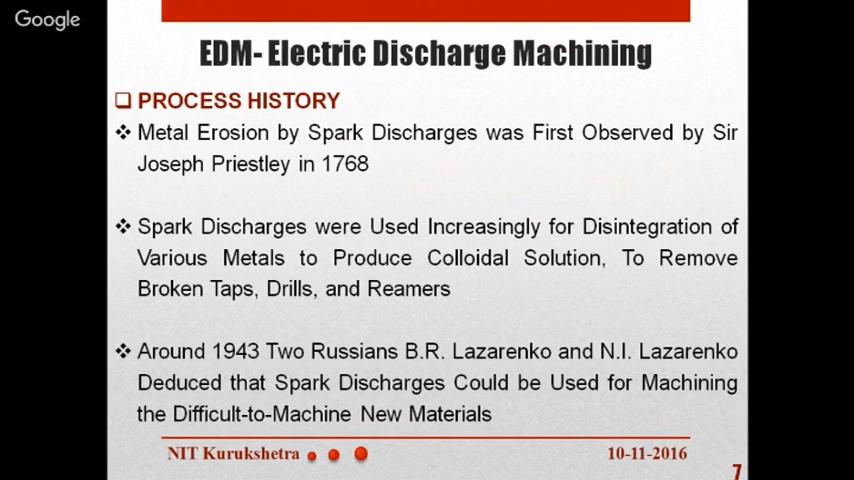 Google
EDM- Electric Discharge Machining
PROCESS HISTORY
Metal Erosion by Spark Discharges was First Observed by Sir
Joseph Priestley in 1768
Spark Discharges were Used Increasingly for Disintegration of
Various Metals to Produce Colloidal Solution, To Remove
Broken Taps, Drills, and Reamers
Around 1943 Two Russians B.R. Lazarenko and N.I. Lazarenko
Deduced that Spark Discharges Could be Used for Machining
the Difficult-to-Machine New Materials
NIT Kurukshetra
10-11-2016
7